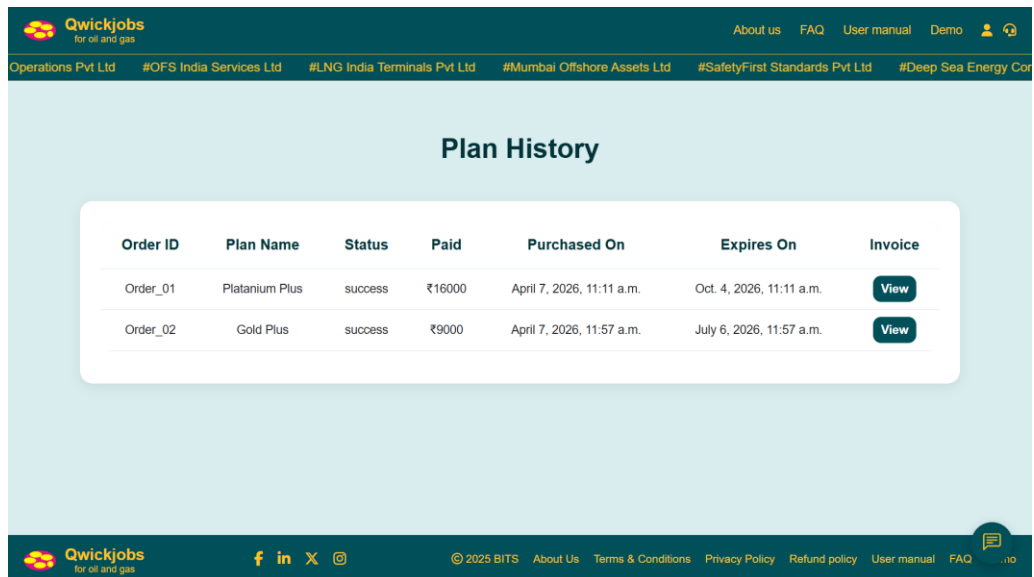 Qwickjobs
for oil and gas
About us FAQ User manual Demo
Operations Pvt Ltd #OFS India Services Ltd #LNG India Terminals Pvt Ltd #Mumbai Offshore Assets Ltd #SafetyFirst Standards Pvt Ltd #Deep Sea Energy
Plan History
Order ID Plan Name Status Paid Purchased On Expires On Invoice
Order_01 Platanium Plus success ₹16000 April 7, 2026, 11:11 a.m. Oct. 4, 2026, 11:11 a.m. View
Order_02 Gold Plus success ₹9000 April 7, 2026, 11:57 a.m. July 6, 2026, 11:57 a.m. View
Qwickjobs
for oil and gas
© 2025 BITS About Us Terms & Conditions Privacy Policy Refund policy User manual FAQ